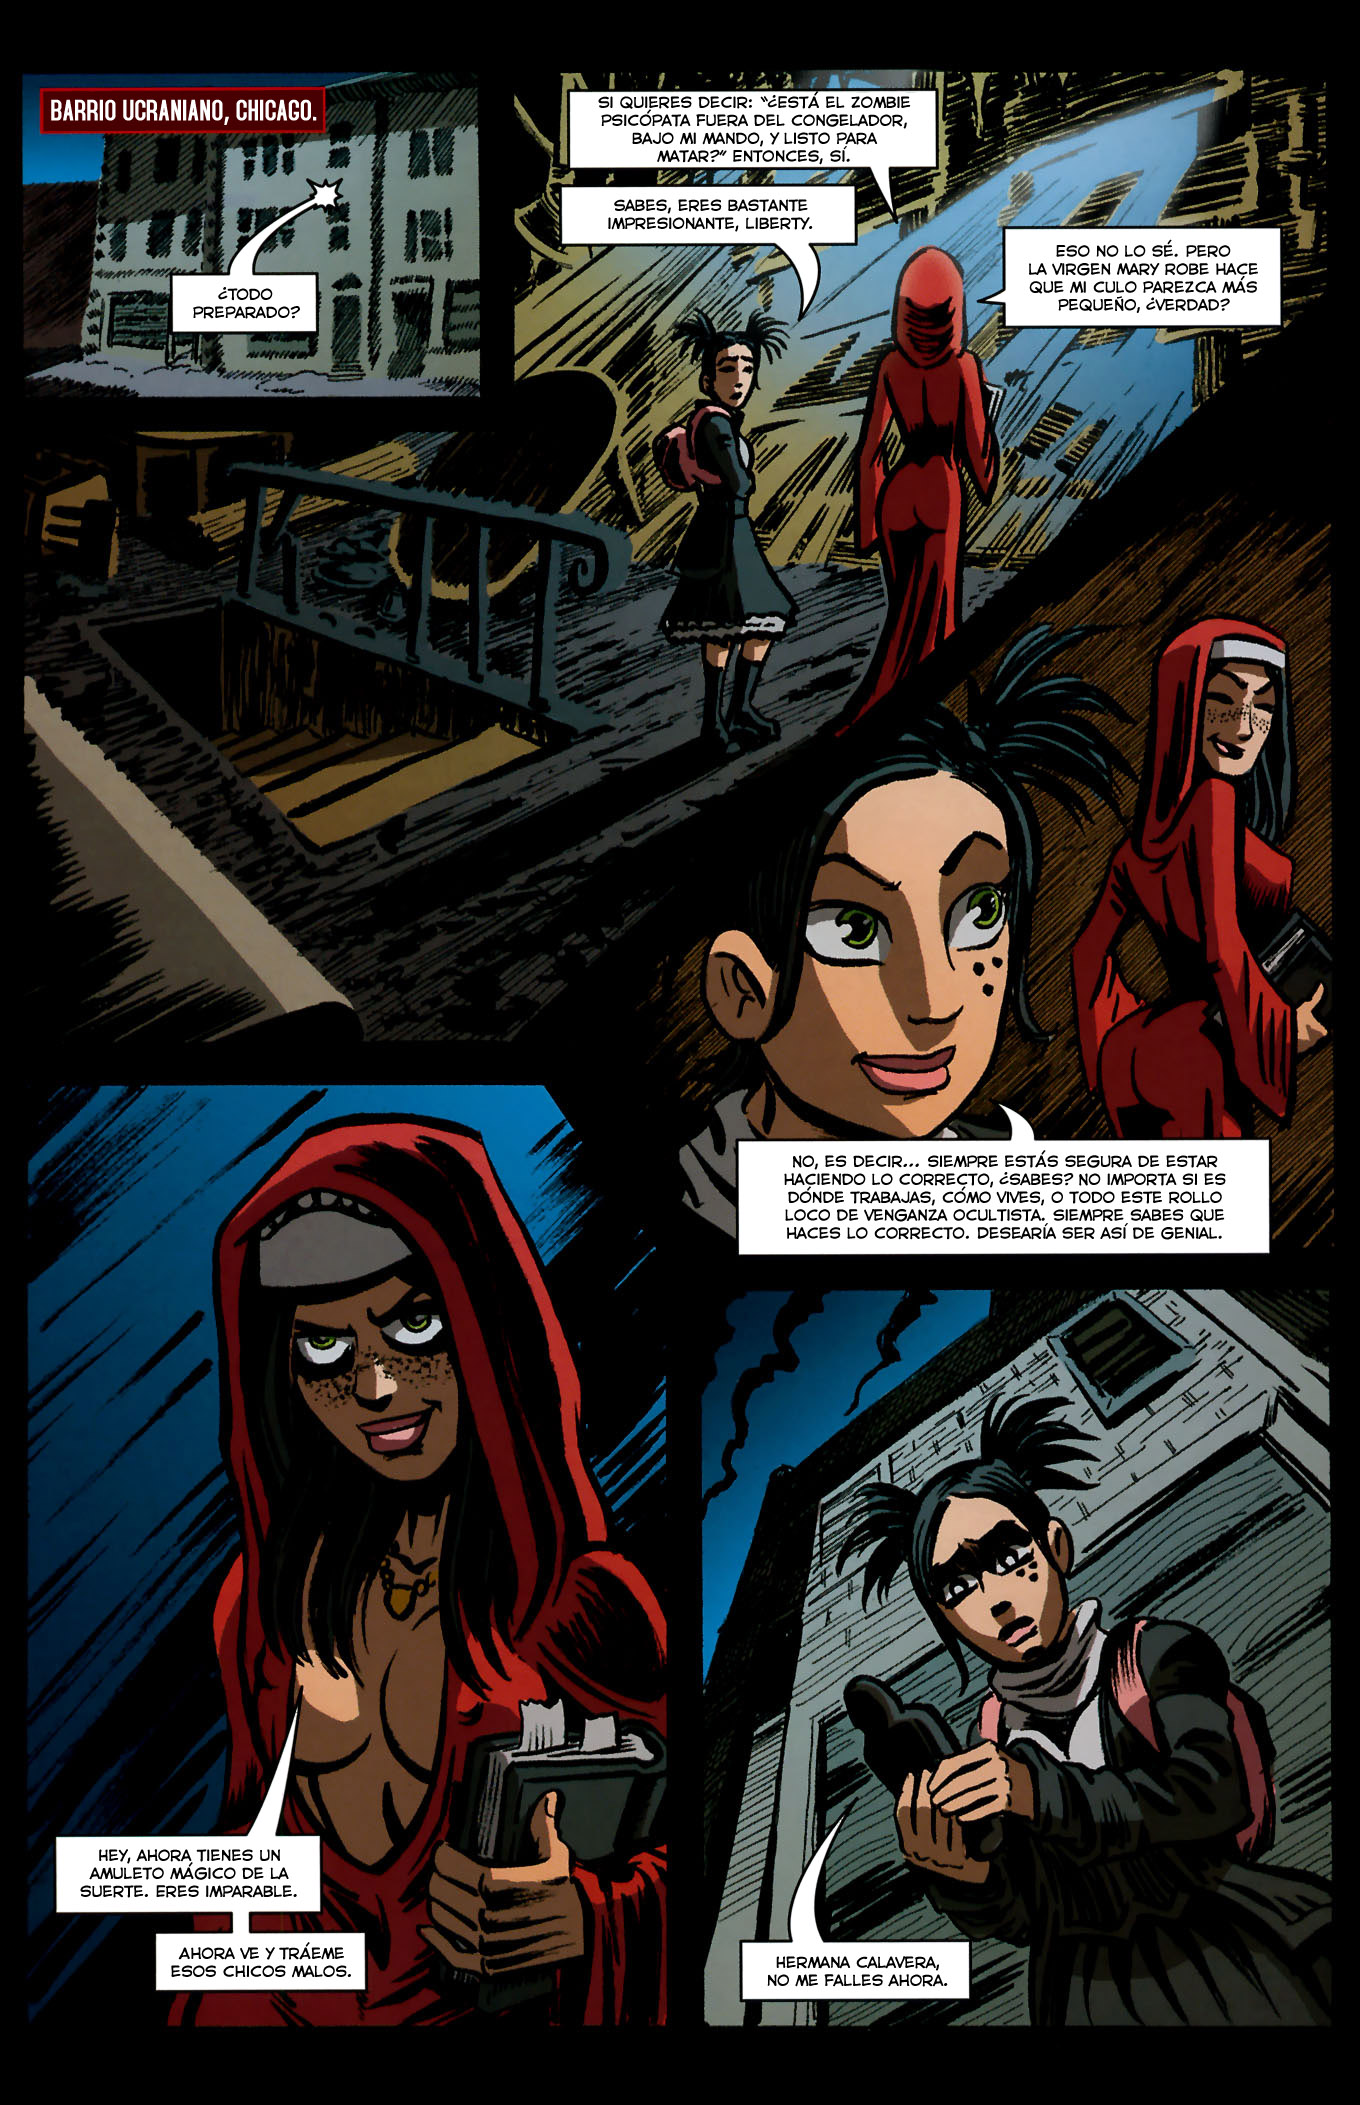 BARRIO UCRANIANO, CHICAGO.
¿TODO
PREPARADO?
SI QUIERES DECIR: "¿ESTÁ EL ZOMBIE
PSICÓPATA FUERA DEL CONGELADOR,
BAJO MI MANDO, Y LISTO PARA
MATAR?" ENTONCES, SÍ.
SABES, ERES BASTANTE
IMPRESIONANTE, LIBERTY.
ESO NO LO SÉ. PERO
LA VIRGEN MARY ROBE HACE
QUE MI CULO PAREZCA MÁS
PEQUEÑO, ¿VERDAD?
NO, ES DECIR... SIEMPRE ESTÁS SEGURA DE ESTAR
HACIENDO LO CORRECTO, ¿SABES? NO IMPORTA SI ES
DÓNDE TRABAJAS, CÓMO VIVES, O TODO ESTE ROLLO
LOCO DE VENGANZA OCULTISTA. SIEMPRE SABES QUE
HACES LO CORRECTO. DESEARÍA SER ASÍ DE GENIAL.
HEY, AHORA TIENES UN
AMULETO MÁGICO DE LA
SUERTE. ERES IMPARABLE.
AHORA VE Y TRÁEME
ESOS CHICOS MALOS.
HERMANA CALAVERA,
NO ME FALLES AHORA.